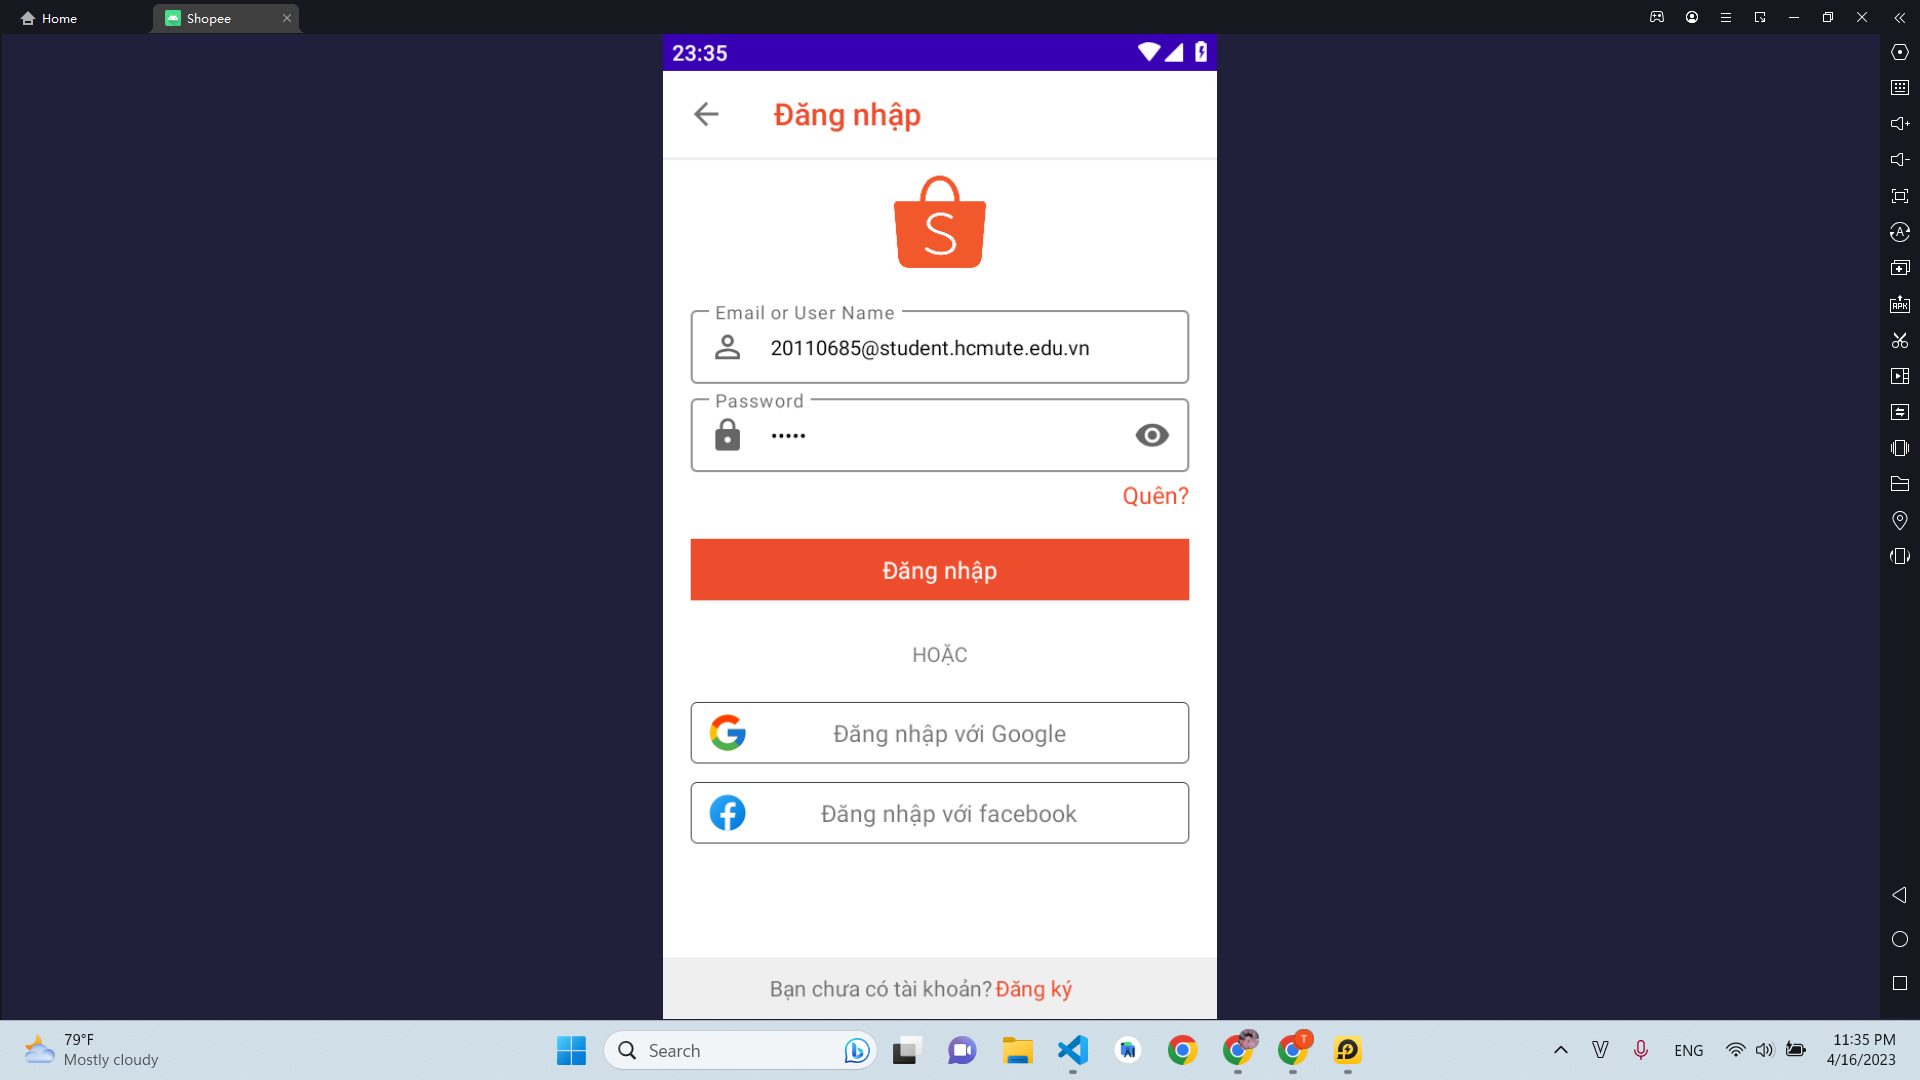 Home
Shopee
23:35
Đăng nhập
S
Email or User Name
20110685@student.hcmute.edu.vn
Password
•••••
Quên?
Đăng nhập
HOẶC
Đăng nhập với Google
Đăng nhập với facebook
Bạn chưa có tài khoản? Đăng ký
A
APK
79°F
Mostly cloudy
Search
T
ENG
11:35 PM
4/16/2023